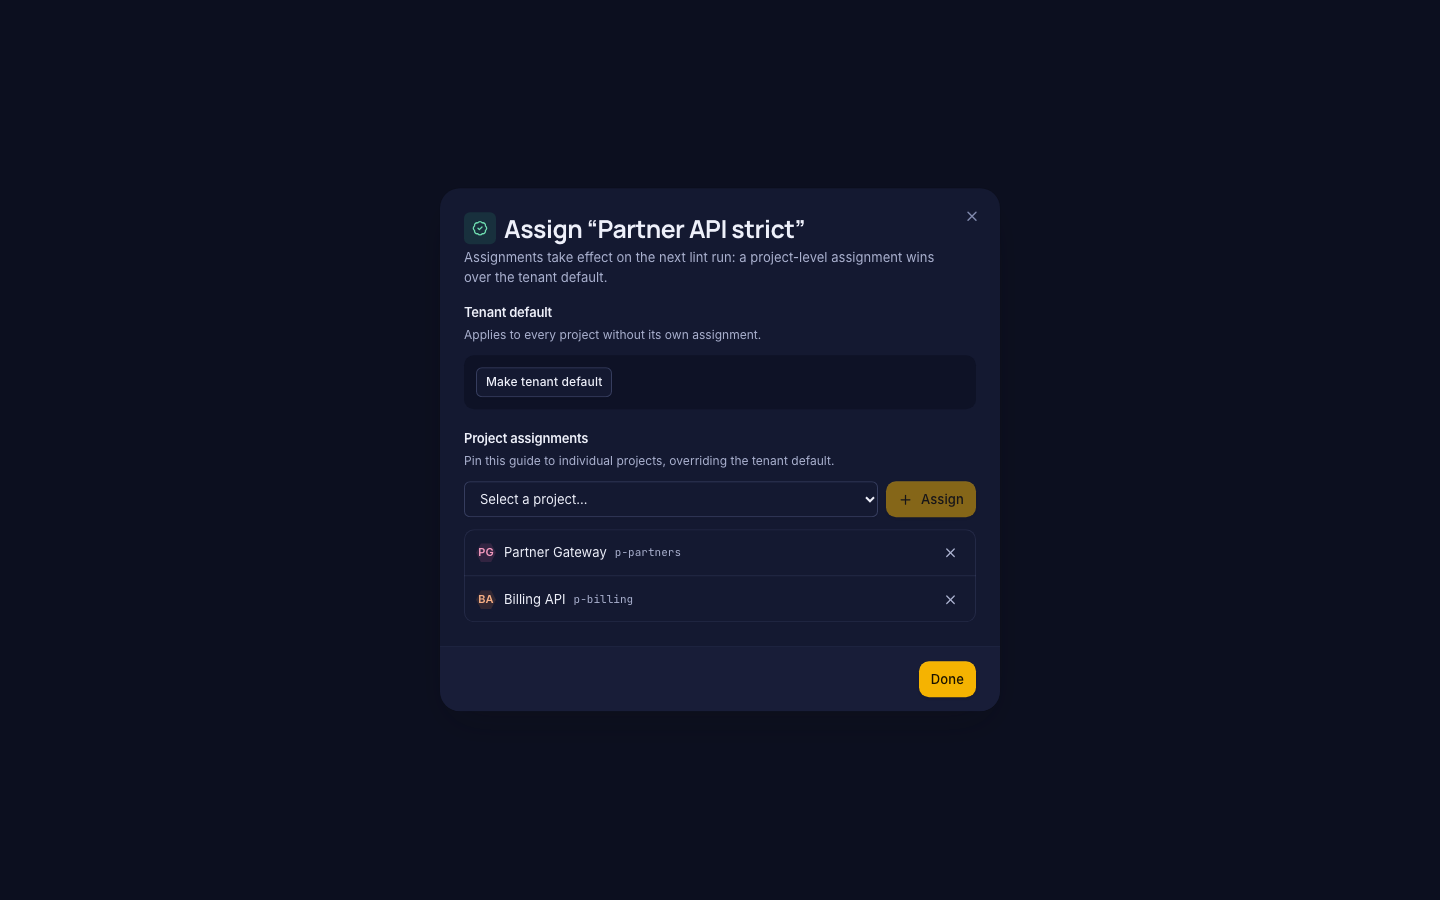 Assign “Partner API strict”
Assignments take effect on the next lint run: a project-level assignment wins
over the tenant default.
Tenant default
Applies to every project without its own assignment.
Make tenant default
Project assignments
Pin this guide to individual projects, overriding the tenant default.
Select a project...
Assign
PG Partner Gateway p-partners
BA Billing API p-billing
Done